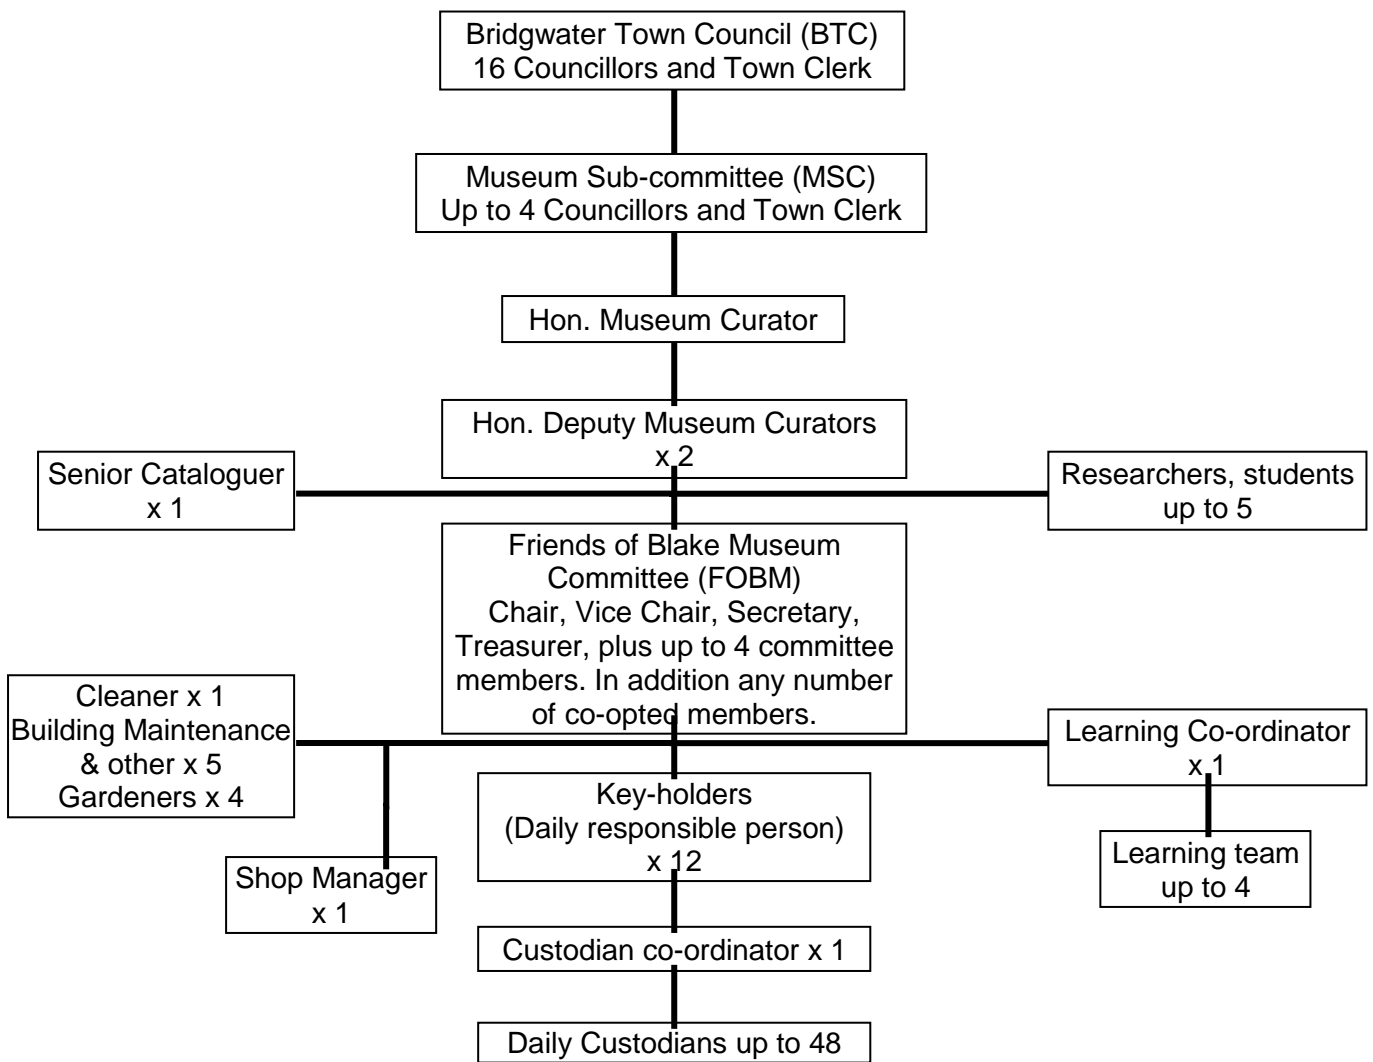 Bridgwater Town Council (BTC)
16 Councillors and Town Clerk
Museum Sub-committee (MSC)
Up to 4 Councillors and Town Clerk
Hon. Museum Curator
Hon. Deputy Museum Curators
x 2
Senior Cataloguer
x 1
Researchers, students
up to 5
Friends of Blake Museum
Committee (FOBM)
Chair, Vice Chair, Secretary,
Treasurer, plus up to 4 committee
members. In addition any number
of co-opted members.
Cleaner x 1
Building Maintenance
& other x 5
Gardeners x 4
Learning Co-ordinator
x 1
Key-holders
(Daily responsible person)
x 12
Shop Manager
x 1
Learning team
up to 4
Custodian co-ordinator x 1
Daily Custodians up to 48